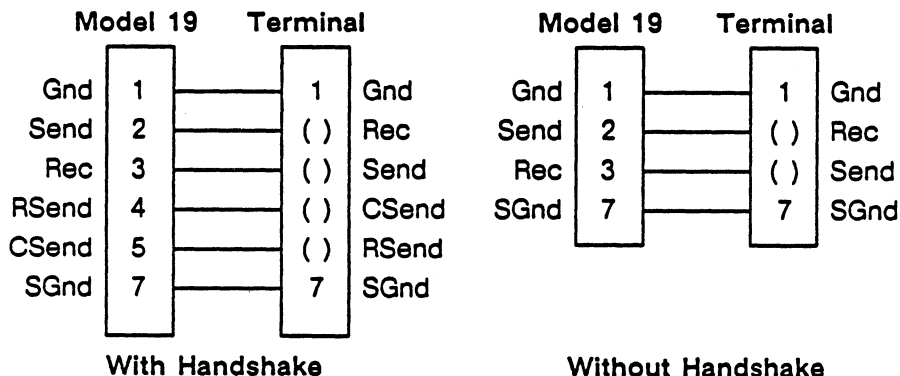 Model 19 Terminal
Gnd 1 1 Gnd
Send 2 ( ) Rec
Rec 3 ( ) Send
RSend 4 ( ) CSend
CSend 5 ( ) RSend
SGnd 7 7 SGnd
With Handshake
Model 19 Terminal
Gnd 1 1 Gnd
Send 2 ( ) Rec
Rec 3 ( ) Send
SGnd 7 7 SGnd
Without Handshake